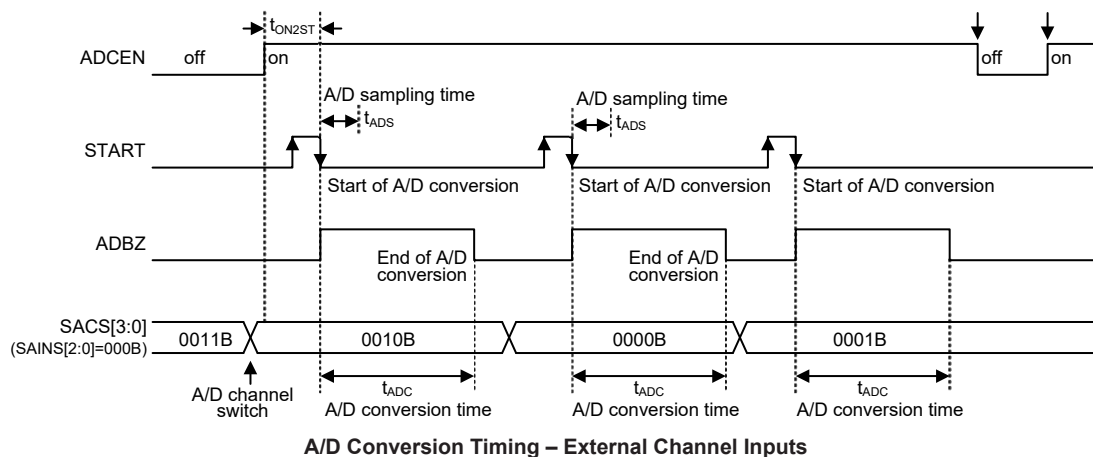 tON2ST
ADCEN
off
on
off
on
A/D sampling time
tADS
A/D sampling time
tADS
START
Start of A/D conversion
Start of A/D conversion
Start of A/D conversion
ADBZ
End of A/D
conversion
End of A/D
conversion
SACS[3:0]
(SAINS[2:0]=000B)
0011B
0010B
0000B
0001B
A/D channel
switch
tADC
A/D conversion time
tADC
A/D conversion time
tADC
A/D conversion time
A/D Conversion Timing – External Channel Inputs